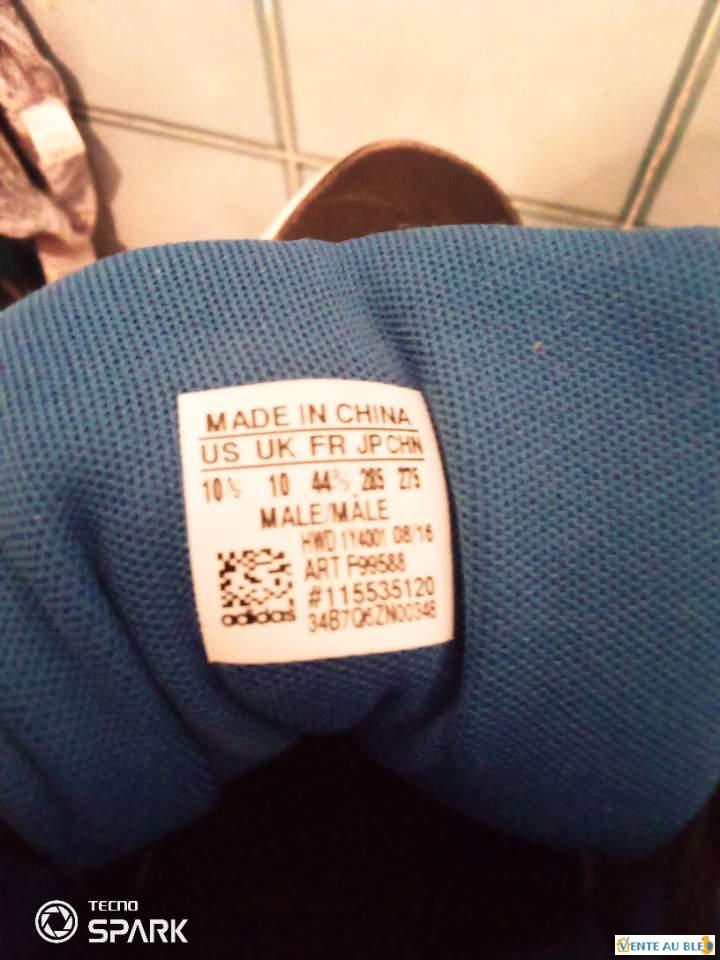 MADE IN CHINA
US UK FR JP CHN
10½ 10 44⅔ 285 275
MALE/MÂLE
HWD 1Y4001 08/16
ART F99588
#115535120
adidas 34B7Q6ZN00348
TECNO
SPARK
VENTE AU BLED